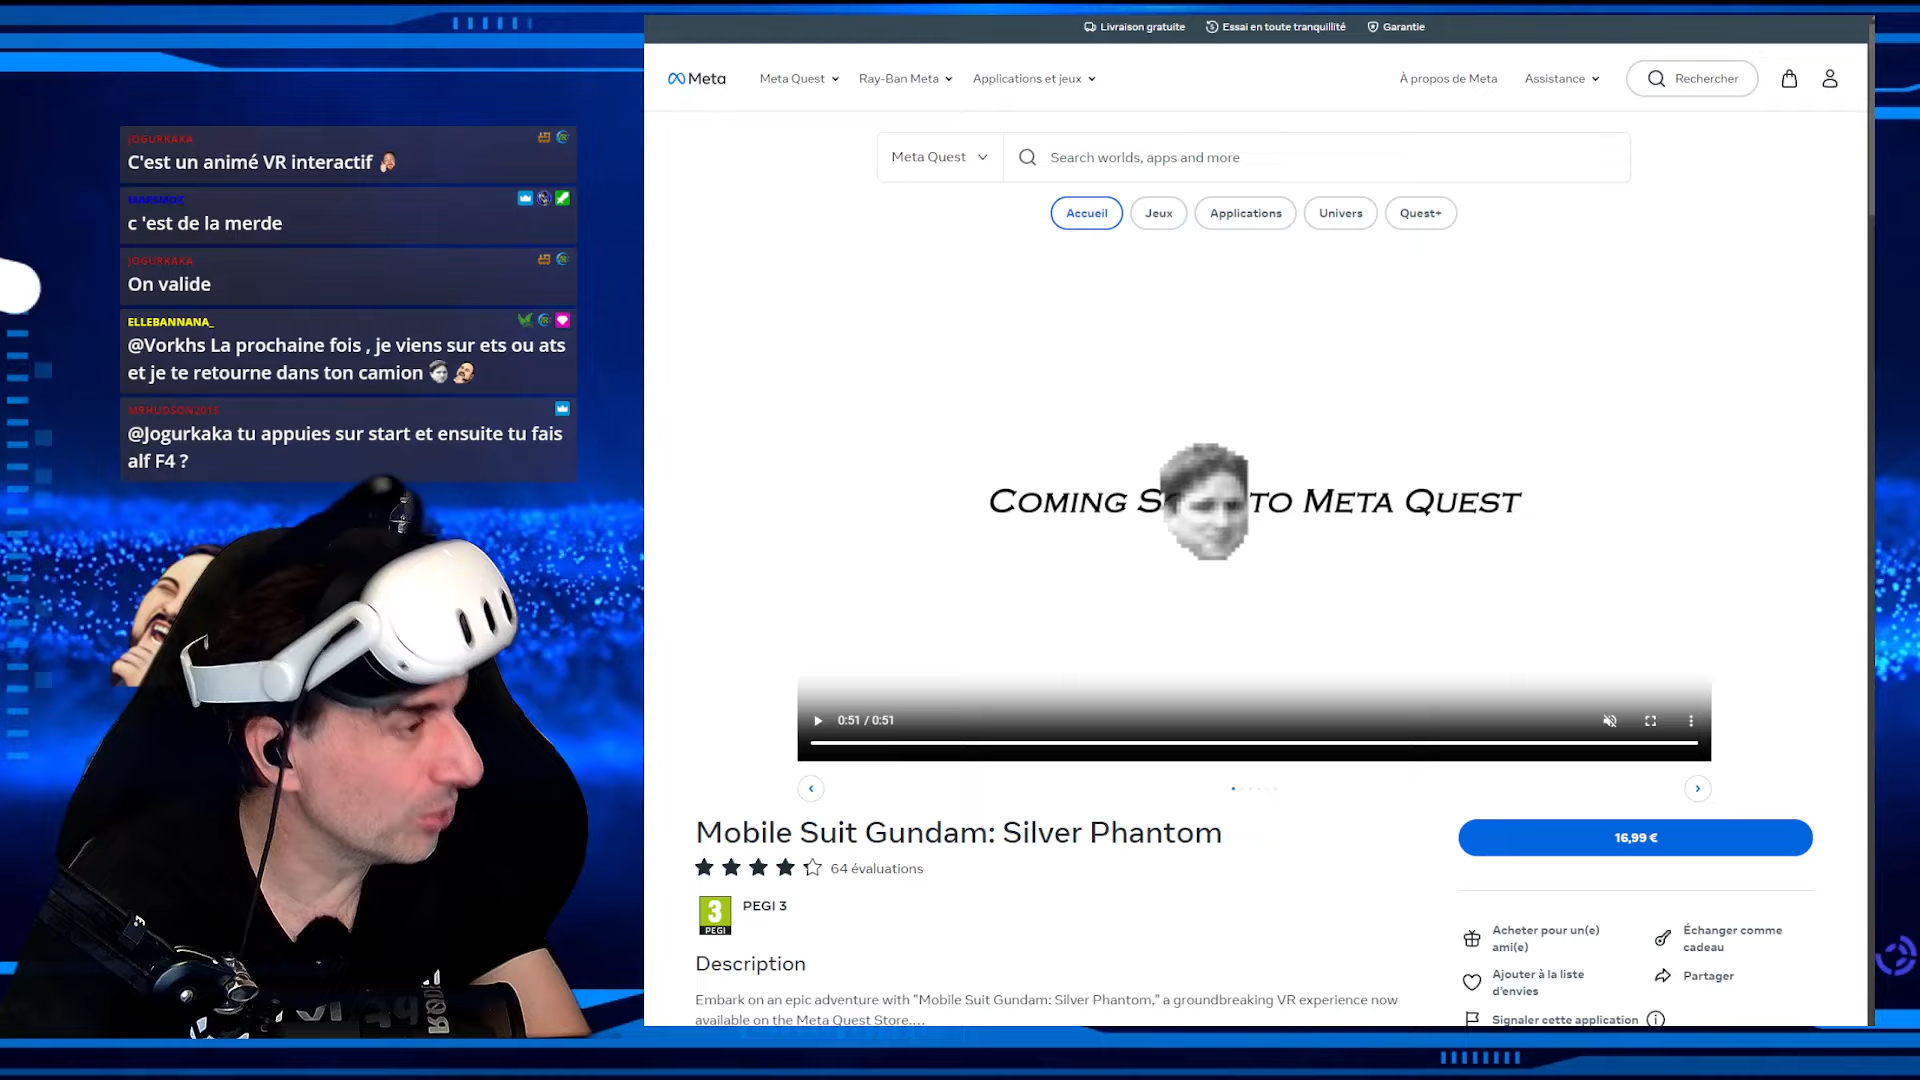 Livraison gratuite Essai en toute tranquillité Garantie
Meta Meta Quest Ray-Ban Meta Applications et jeux À propos de Meta Assistance Rechercher
Meta Quest Search worlds, apps and more
Accueil Jeux Applications Univers Quest+
JOGURKAKA
C'est un animé VR interactif
c 'est de la merde
JOGURKAKA
On valide
ELLEBANNANA_
@Vorkhs La prochaine fois , je viens sur ets ou ats
et je te retourne dans ton camion
MRHUDSON2016
@Jogurkaka tu appuies sur start et ensuite tu fais
alf F4 ?
COMING S TO META QUEST
0:51 / 0:51
Mobile Suit Gundam: Silver Phantom
64 évaluations
3
PEGI
PEGI 3
Description
Embark on an epic adventure with "Mobile Suit Gundam: Silver Phantom," a groundbreaking VR experience now
available on the Meta Quest Store....
16,99 €
Acheter pour un(e)
ami(e)
Échanger comme
cadeau
Ajouter à la liste
d'envies
Partager
Signaler cette application